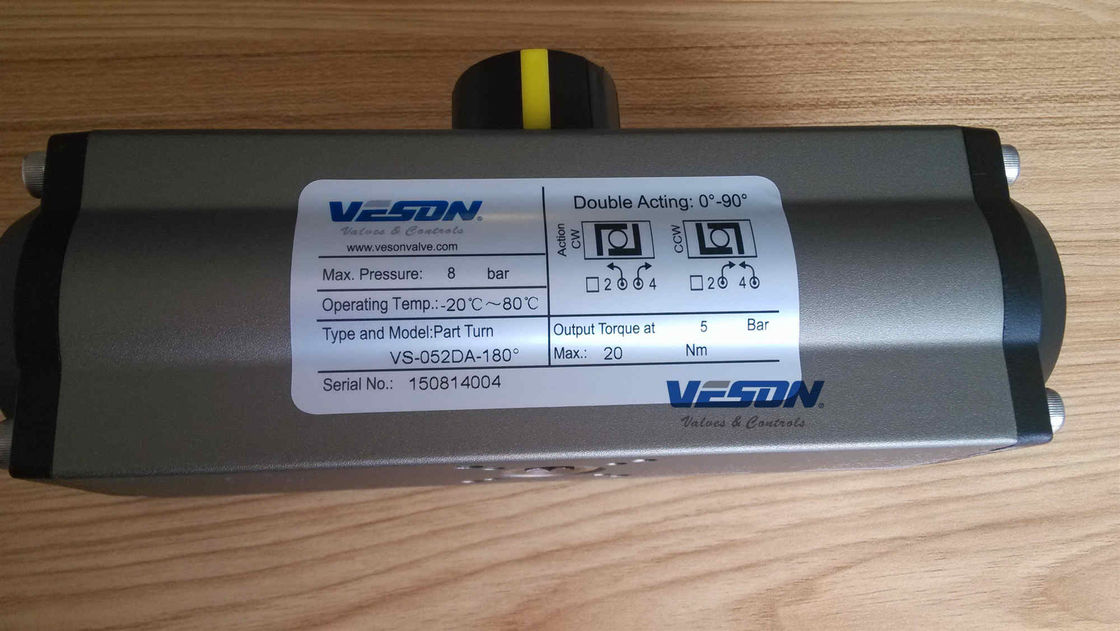 VESON®
Valves & Controls
www.vesonvalve.com
Max. Pressure: 8 bar
Operating Temp.:-20℃～80℃
Type and Model:Part Turn
VS-052DA-180°
Serial No.: 150814004
Double Acting: 0°-90°
Action
CW
2 4
CCW
2 4
Output Torque at 5 Bar
Max.: 20 Nm
VESON®
Valves & Controls